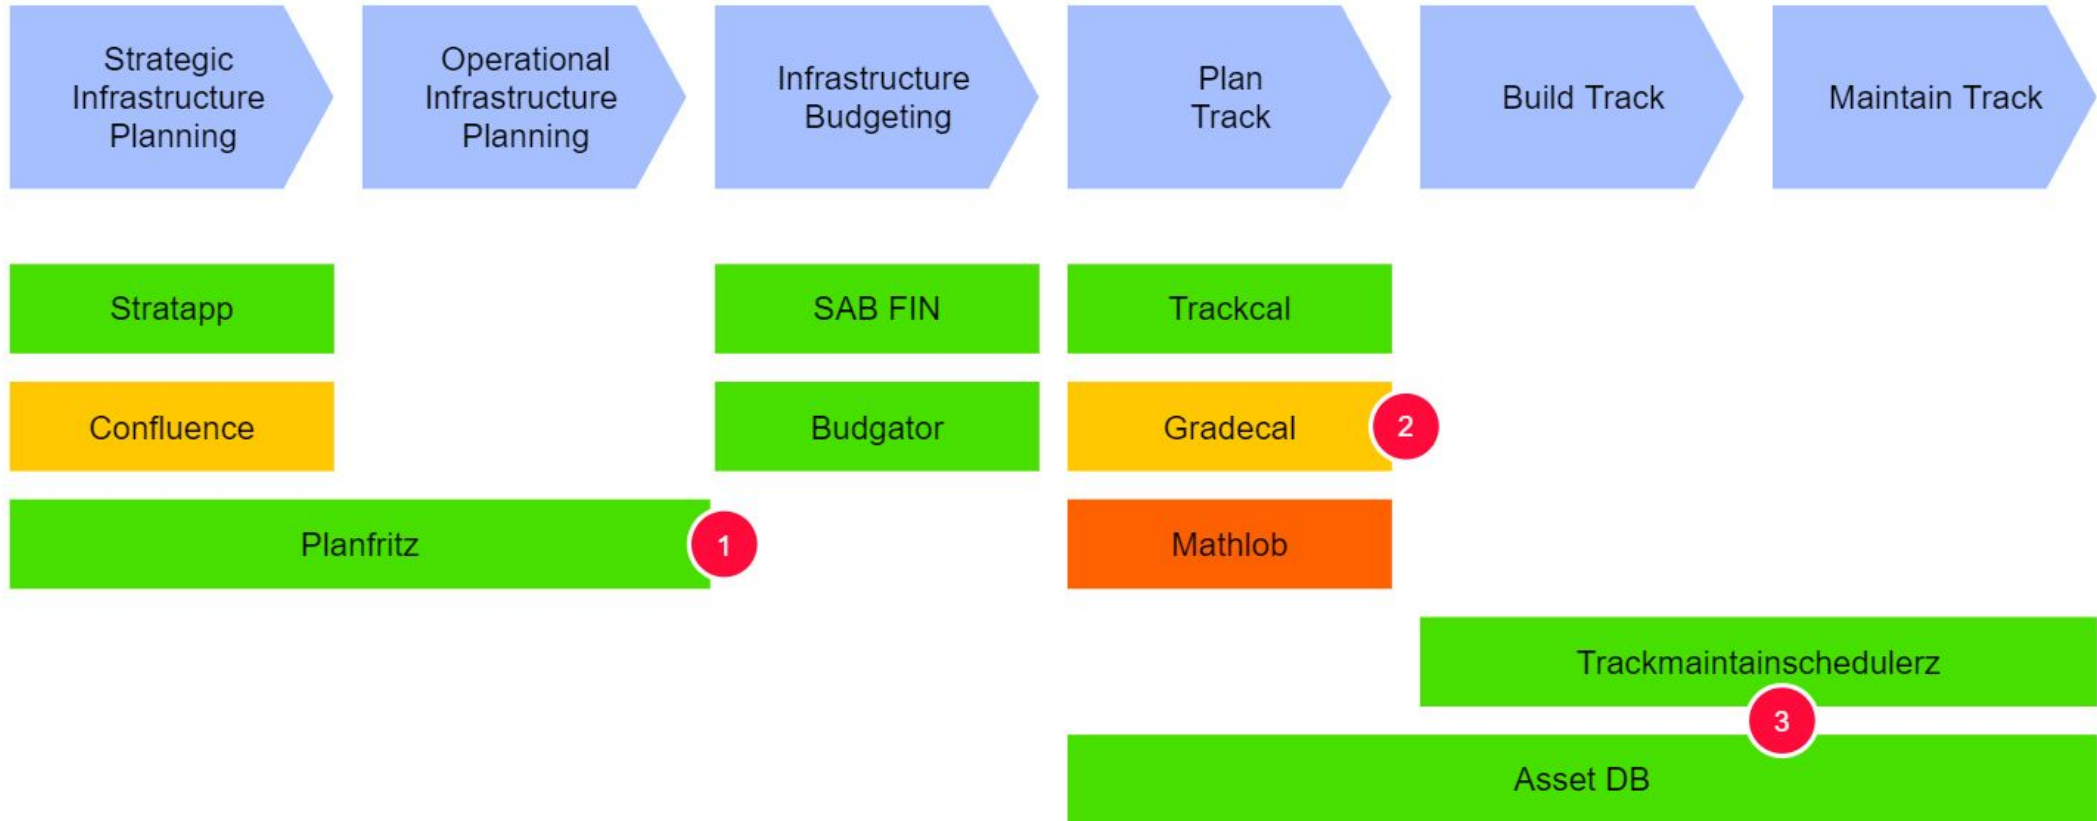 Strategic
Infrastructure
Planning
Operational
Infrastructure
Planning
Infrastructure
Budgeting
Plan
Track
Build Track
Maintain Track
Stratapp
SAB FIN
Trackcal
Confluence
Budgator
Gradecal
2
Planfritz
1
Mathlob
Trackmaintainschedulerz
3
Asset DB